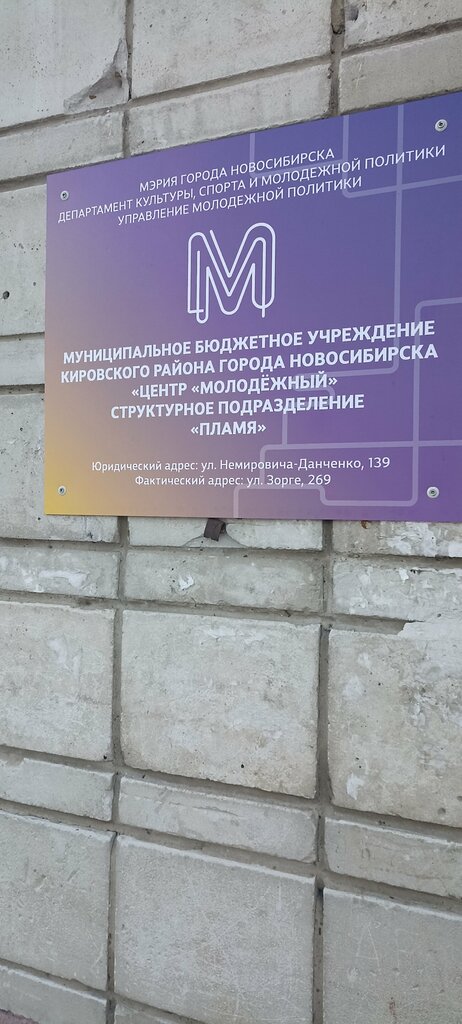 МЭРИЯ ГОРОДА НОВОСИБИРСКА
ДЕПАРТАМЕНТ КУЛЬТУРЫ, СПОРТА И МОЛОДЕЖНОЙ ПОЛИТИКИ
УПРАВЛЕНИЕ МОЛОДЕЖНОЙ ПОЛИТИКИ
М
МУНИЦИПАЛЬНОЕ БЮДЖЕТНОЕ УЧРЕЖДЕНИЕ
КИРОВСКОГО РАЙОНА ГОРОДА НОВОСИБИРСКА
«ЦЕНТР «МОЛОДЁЖНЫЙ»
СТРУКТУРНОЕ ПОДРАЗДЕЛЕНИЕ
«ПЛАМЯ»
Юридический адрес: ул. Немировича-Данченко, 139
Фактический адрес: ул. Зорге, 269